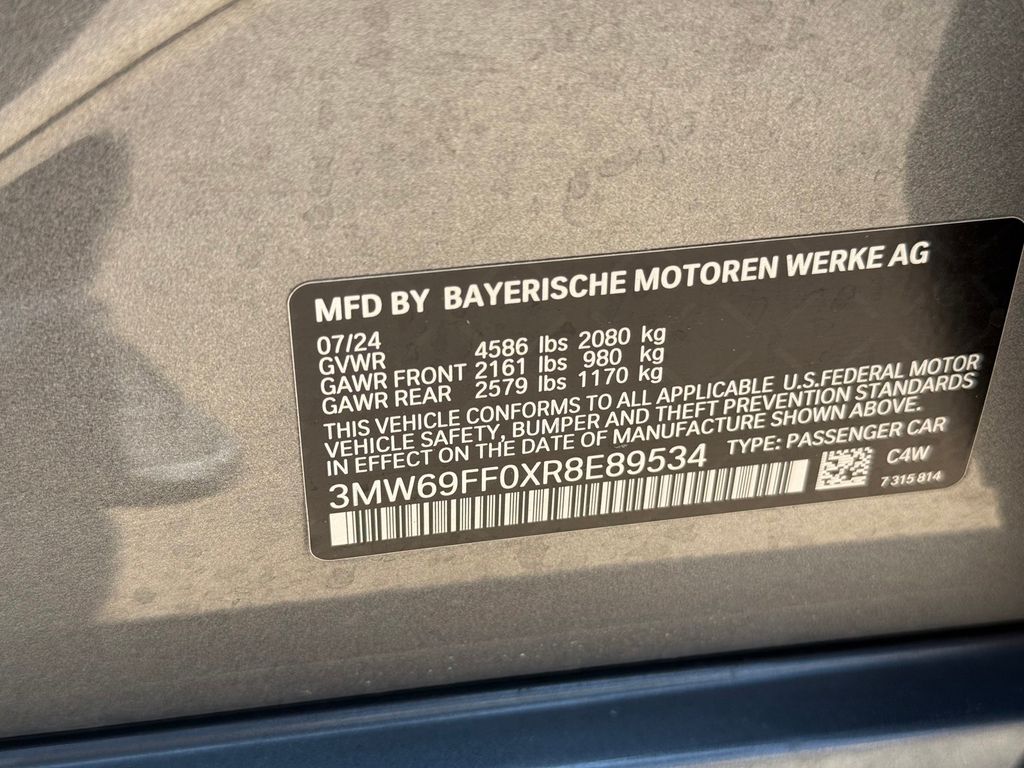 MFD BY BAYERISCHE MOTOREN WERKE AG
07/24
GVWR 4586 lbs 2080 kg
GAWR FRONT 2161 lbs 980 kg
GAWR REAR 2579 lbs 1170 kg
THIS VEHICLE CONFORMS TO ALL APPLICABLE U.S.FEDERAL MOTOR
VEHICLE SAFETY, BUMPER AND THEFT PREVENTION STANDARDS
IN EFFECT ON THE DATE OF MANUFACTURE SHOWN ABOVE.
3MW69FF0XR8E89534 TYPE: PASSENGER CAR
C4W
7 315 814